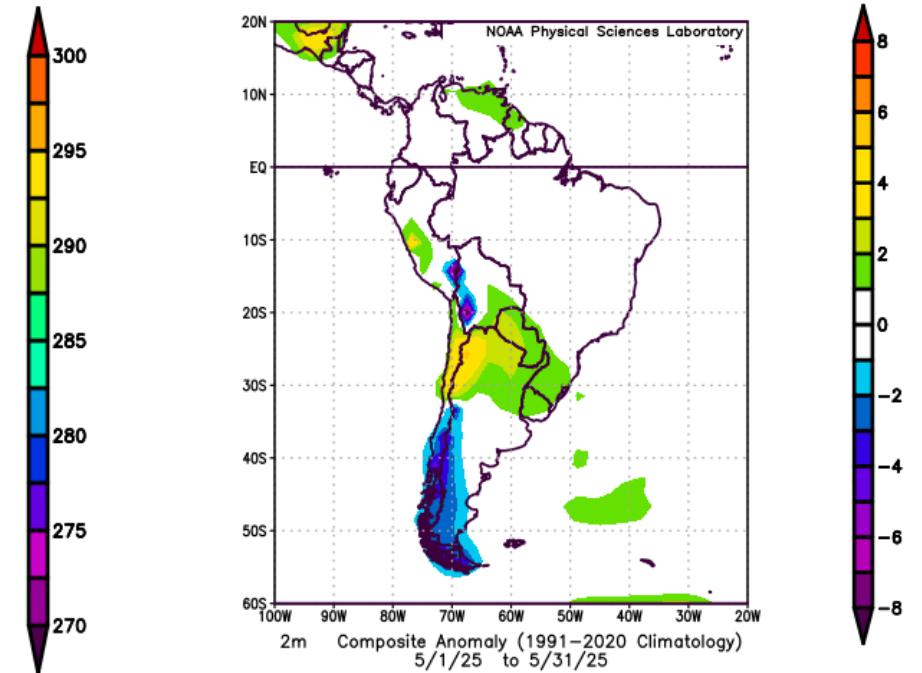 NOAA Physical Sciences Laboratory
300
295
290
285
280
275
270
20N
10N
EQ
10S
20S
30S
40S
50S
60S
100W 90W 80W 70W 60W 50W 40W 30W 20W
8
6
4
2
0
-2
-4
-6
-8
2m Composite Anomaly (1991-2020 Climatology)
5/1/25 to 5/31/25